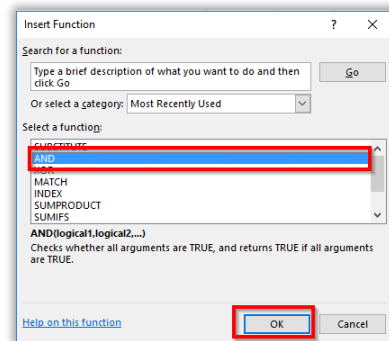 Insert Function
?
Search for a function:
Type a brief description of what you want to do and then
click Go
Go
Or select a category: Most Recently Used
Select a function:
SUBSTITUTE
AND
XOR
MATCH
INDEX
SUMPRODUCT
SUMIFS
AND(logical1,logical2,...)
Checks whether all arguments are TRUE, and returns TRUE if all arguments
are TRUE.
Help on this function
OK
Cancel